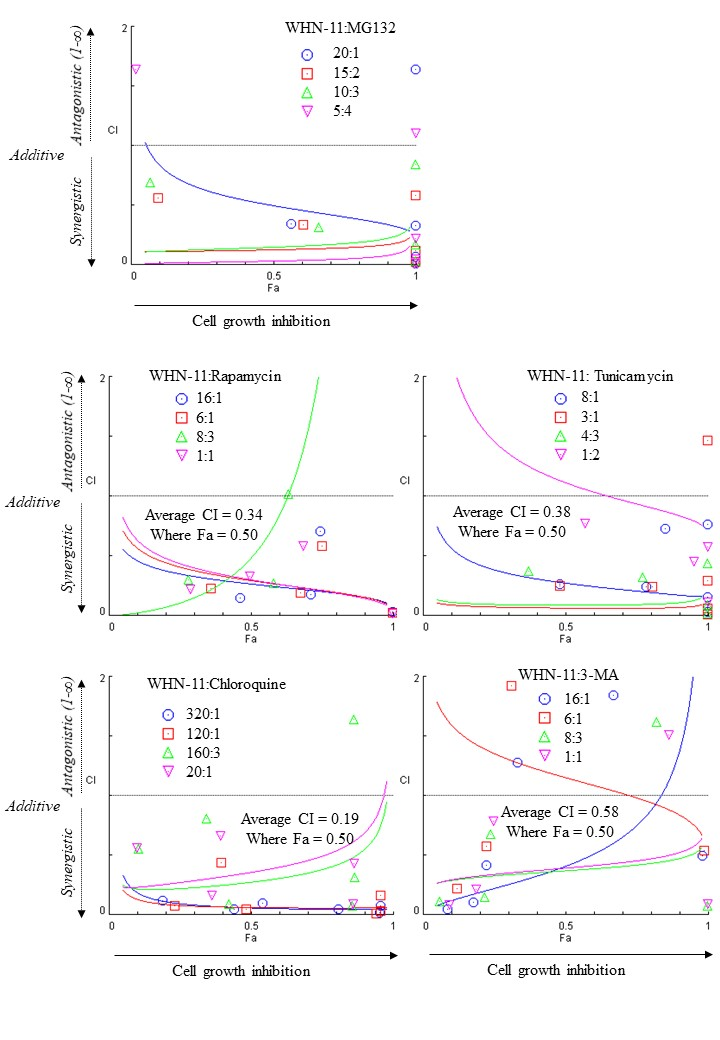 WHN-11:MG132
20:1
15:2
10:3
5:4
Antagonistic (1-∞)
Additive
Synergistic
2
CI
0
0
0.5
1
Fa
Cell growth inhibition
WHN-11:Rapamycin
16:1
6:1
8:3
1:1
Antagonistic (1-∞)
Additive
Synergistic
2
CI
0
Average CI = 0.34
Where Fa = 0.50
0
0.5
1
Fa
WHN-11: Tunicamycin
8:1
3:1
4:3
1:2
2
CI
0
Average CI = 0.38
Where Fa = 0.50
0
0.5
1
Fa
WHN-11:Chloroquine
320:1
120:1
160:3
20:1
Antagonistic (1-∞)
Additive
Synergistic
2
CI
0
Average CI = 0.19
Where Fa = 0.50
0
0.5
1
Fa
Cell growth inhibition
WHN-11:3-MA
16:1
6:1
8:3
1:1
2
CI
0
Average CI = 0.58
Where Fa = 0.50
0
0.5
1
Fa
Cell growth inhibition